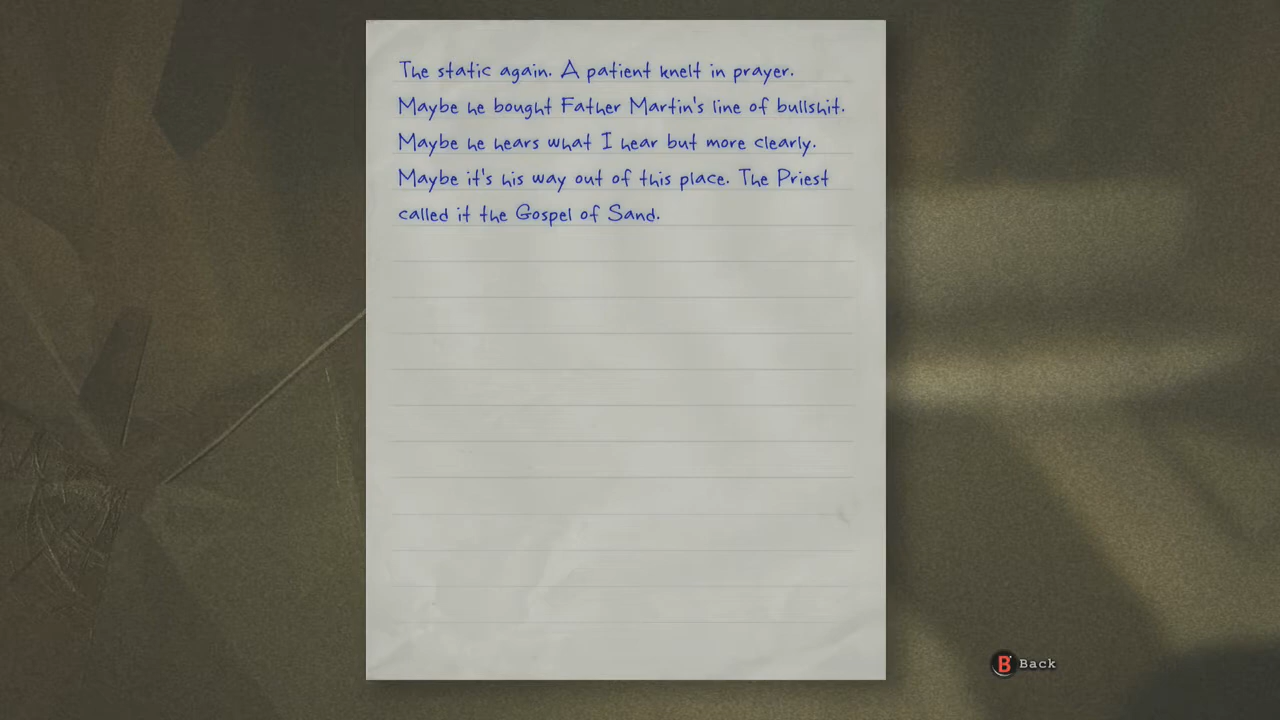 The static again. A patient knelt in prayer.
Maybe he bought Father Martin's line of bullshit.
Maybe he hears what I hear but more clearly.
Maybe it's his way out of this place. The Priest
called it the Gospel of Sand.
B Back